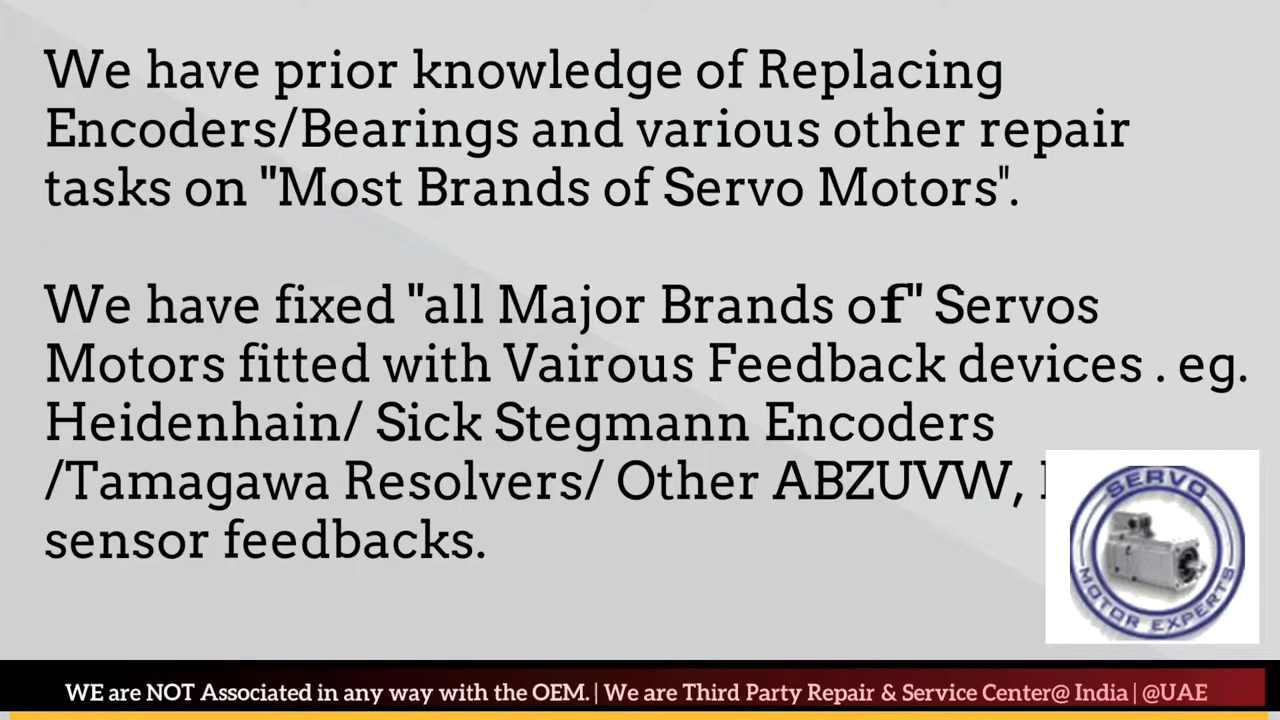 We have prior knowledge of Replacing
Encoders/Bearings and various other repair
tasks on "Most Brands of Servo Motors".
We have fixed "all Major Brands of" Servos
Motors fitted with Vairous Feedback devices . eg.
Heidenhain/ Sick Stegmann Encoders
/Tamagawa Resolvers/ Other ABZUVW,
sensor feedbacks.
SERVO
MOTOR EXPERTS
WE are NOT Associated in any way with the OEM. | We are Third Party Repair & Service Center@ India | @UAE